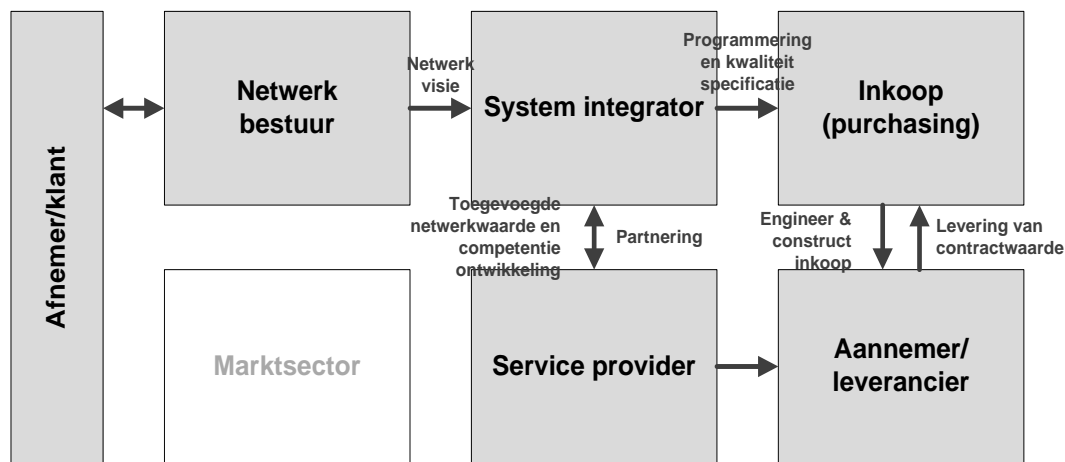 Afnemer/klant
Netwerk
bestuur
Netwerk
visie
System integrator
Programmering
en kwaliteit
specificatie
Inkoop
(purchasing)
Toegevoegde
netwerkwaarde en
competentie
ontwikkeling
Partnering
Engineer &
construct
inkoop
Levering van
contractwaarde
Marktsector
Service provider
Aannemer/
leverancier